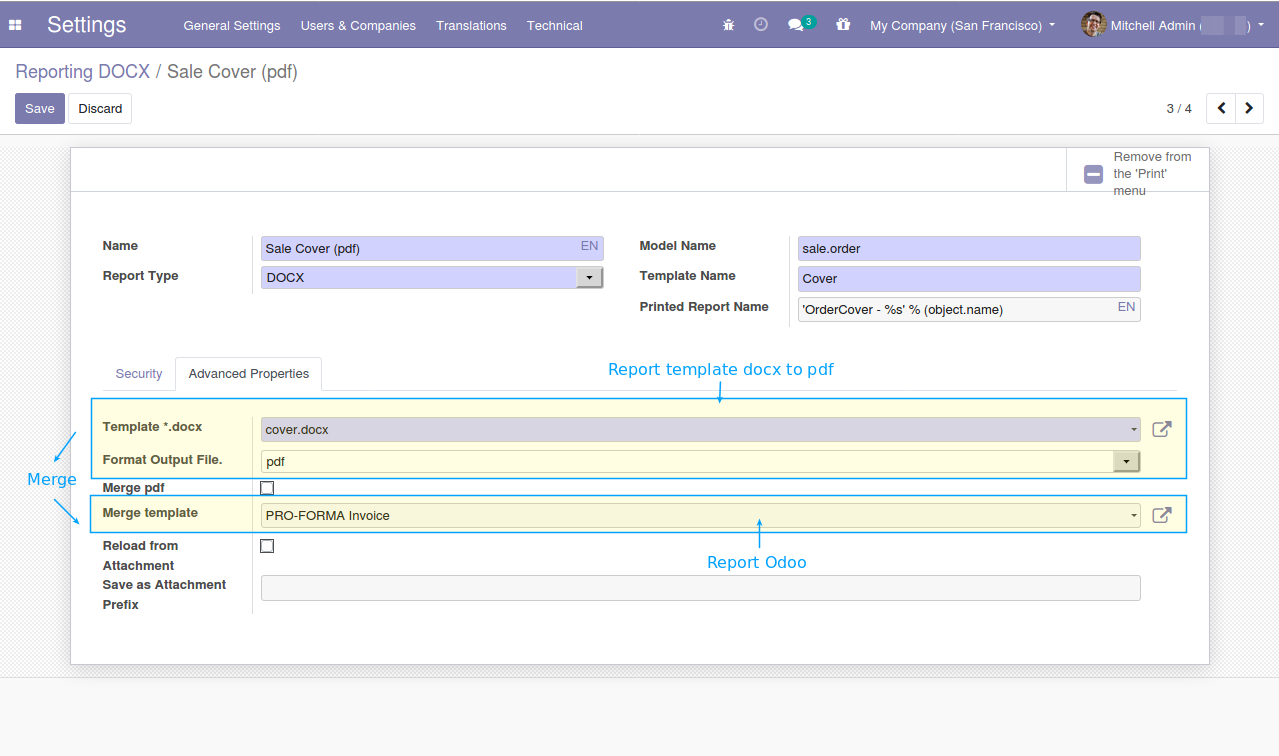 Settings General Settings Users & Companies Translations Technical 3 My Company (San Francisco) Mitchell Admin ( )
Reporting DOCX / Sale Cover (pdf)
Save Discard 3 / 4
Remove from
the 'Print'
menu
Name Sale Cover (pdf) EN Model Name sale.order
Report Type DOCX Template Name Cover
Printed Report Name 'OrderCover - %s' % (object.name) EN
Security Advanced Properties Report template docx to pdf
Template *.docx cover.docx
Format Output File. pdf
Merge
Merge pdf
Merge template PRO-FORMA Invoice
Reload from
Attachment
Report Odoo
Save as Attachment
Prefix